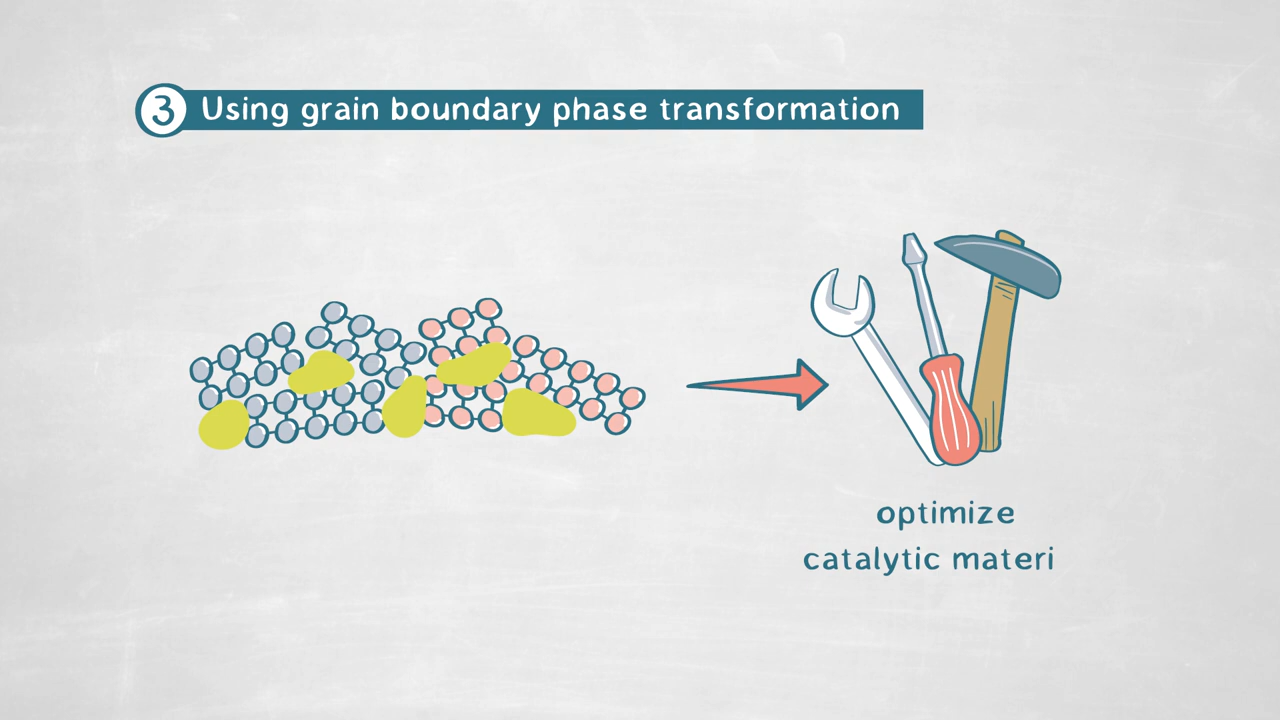 3 Using grain boundary phase transformation
optimize
catalytic materi